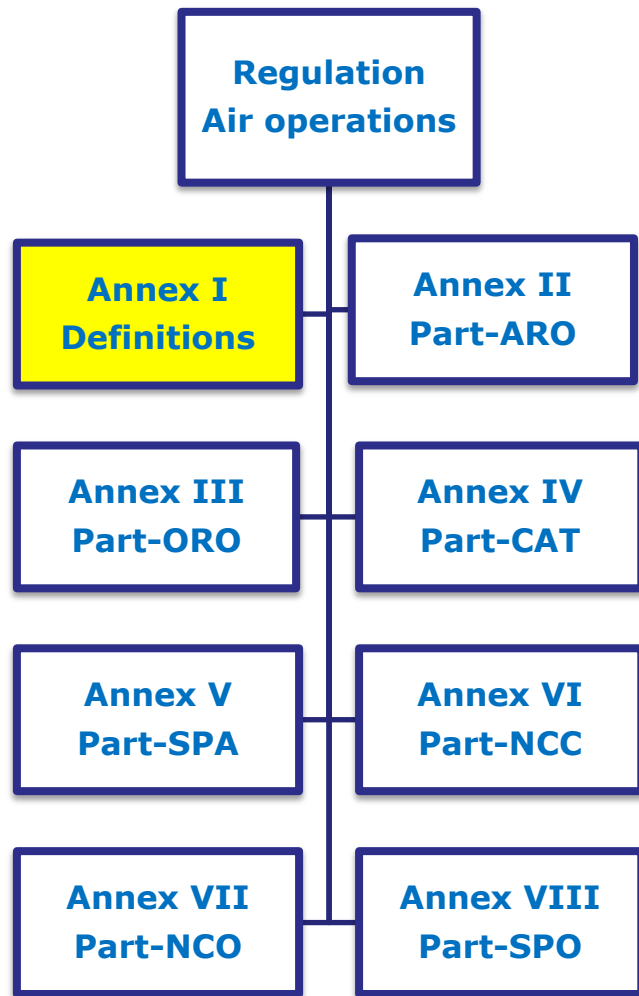 Regulation
Air operations
Annex I
Definitions
Annex II
Part-ARO
Annex III
Part-ORO
Annex IV
Part-CAT
Annex V
Part-SPA
Annex VI
Part-NCC
Annex VII
Part-NCO
Annex VIII
Part-SPO